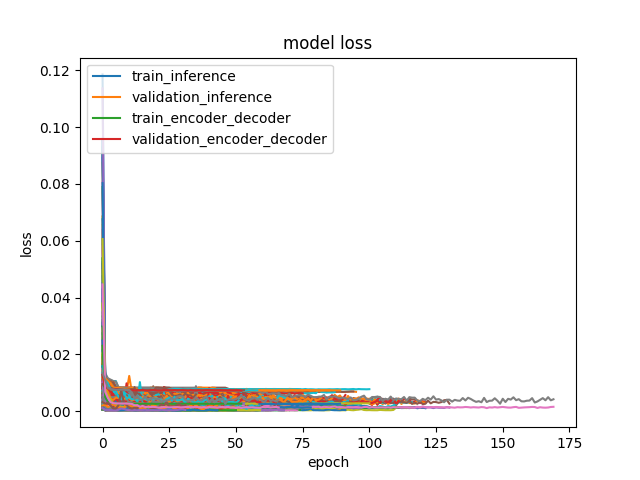 model loss
train_inference
validation_inference
train_encoder_decoder
validation_encoder_decoder
0.12
0.10
0.08
0.06
0.04
0.02
0.00
loss
0 25 50 75 100 125 150 175
epoch